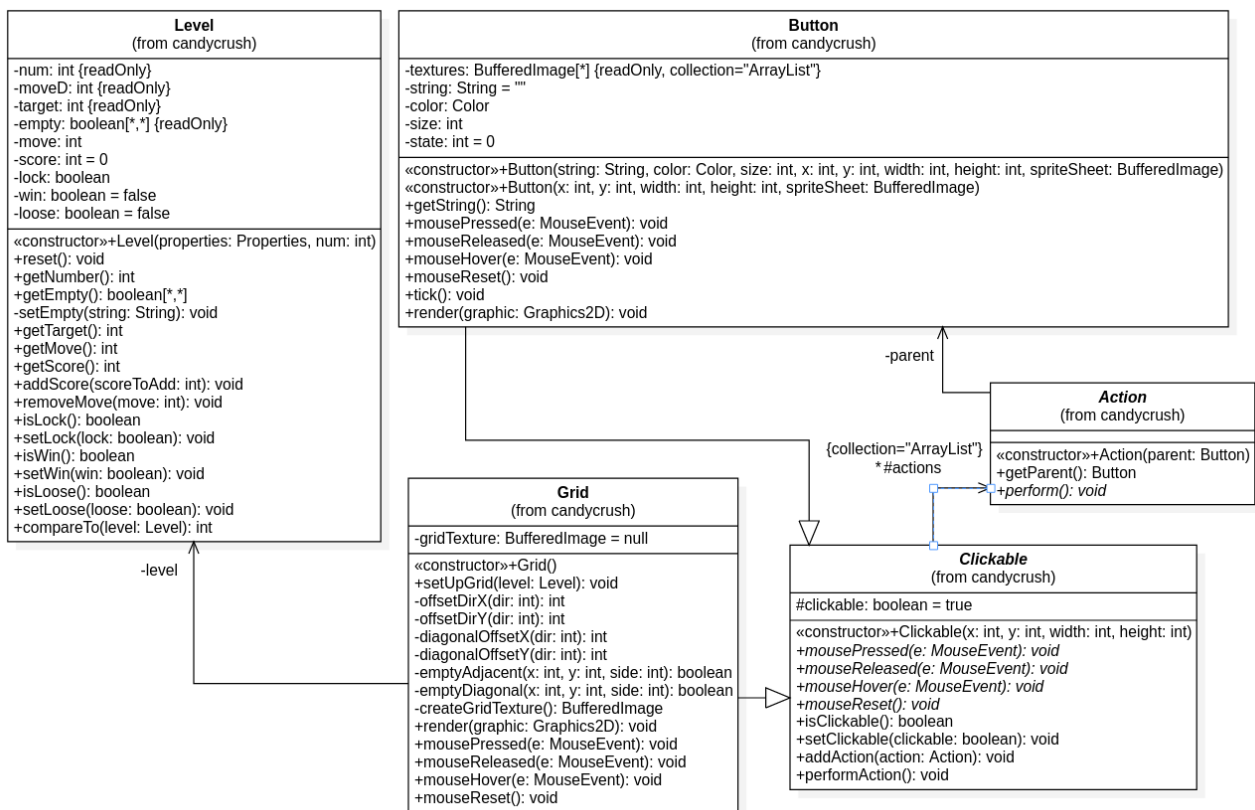 Level
(from candycrush)
-num: int {readOnly}
-moveD: int {readOnly}
-target: int {readOnly}
-empty: boolean[*,*] {readOnly}
-move: int
-score: int = 0
-lock: boolean
-win: boolean = false
-loose: boolean = false
«constructor»+Level(properties: Properties, num: int)
+reset(): void
+getNumber(): int
+getEmpty(): boolean[*,*]
-setEmpty(string: String): void
+getTarget(): int
+getMove(): int
+getScore(): int
+addScore(scoreToAdd: int): void
+removeMove(move: int): void
+isLock(): boolean
+setLock(lock: boolean): void
+isWin(): boolean
+setWin(win: boolean): void
+isLoose(): boolean
+setLoose(loose: boolean): void
+compareTo(level: Level): int
Button
(from candycrush)
-textures: BufferedImage[*] {readOnly, collection="ArrayList"}
-string: String = ""
-color: Color
-size: int
-state: int = 0
«constructor»+Button(string: String, color: Color, size: int, x: int, y: int, width: int, height: int, spriteSheet: BufferedImage)
«constructor»+Button(x: int, y: int, width: int, height: int, spriteSheet: BufferedImage)
+getString(): String
+mousePressed(e: MouseEvent): void
+mouseReleased(e: MouseEvent): void
+mouseHover(e: MouseEvent): void
+mouseReset(): void
+tick(): void
+render(graphic: Graphics2D): void
-parent
Action
(from candycrush)
«constructor»+Action(parent: Button)
+getParent(): Button
+perform(): void
{collection="ArrayList"}
* #actions
-level
Grid
(from candycrush)
-gridTexture: BufferedImage = null
«constructor»+Grid()
+setUpGrid(level: Level): void
-offsetDirX(dir: int): int
-offsetDirY(dir: int): int
-diagonalOffsetX(dir: int): int
-diagonalOffsetY(dir: int): int
-emptyAdjacent(x: int, y: int, side: int): boolean
-emptyDiagonal(x: int, y: int, side: int): boolean
-createGridTexture(): BufferedImage
+render(graphic: Graphics2D): void
+mousePressed(e: MouseEvent): void
+mouseReleased(e: MouseEvent): void
+mouseHover(e: MouseEvent): void
+mouseReset(): void
Clickable
(from candycrush)
#clickable: boolean = true
«constructor»+Clickable(x: int, y: int, width: int, height: int)
+mousePressed(e: MouseEvent): void
+mouseReleased(e: MouseEvent): void
+mouseHover(e: MouseEvent): void
+mouseReset(): void
+isClickable(): boolean
+setClickable(clickable: boolean): void
+addAction(action: Action): void
+performAction(): void